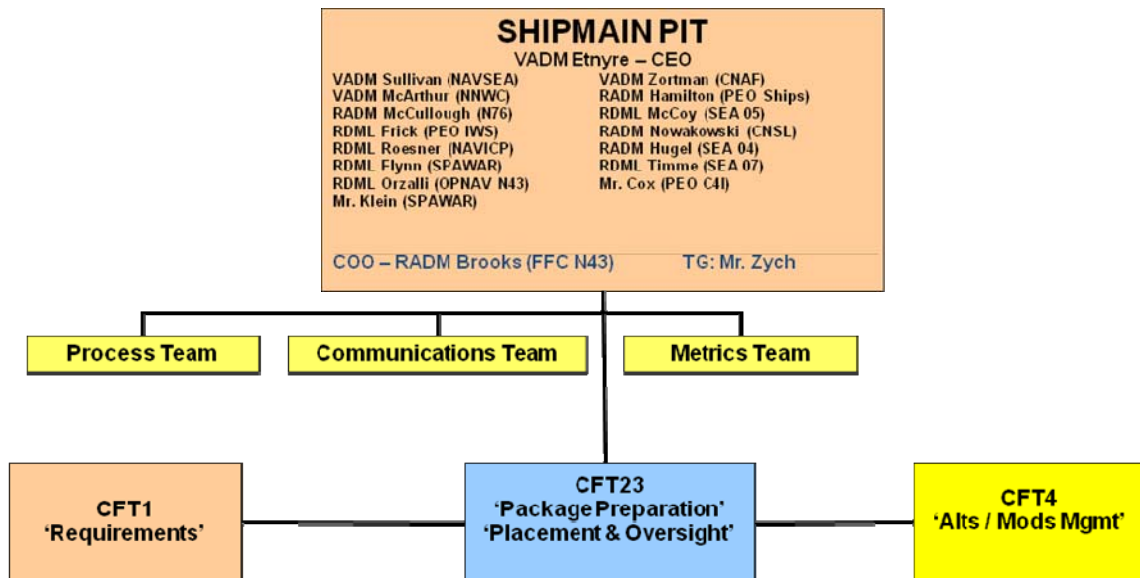 SHIPMAIN PIT
VADM Etnyre – CEO
VADM Sullivan (NAVSEA)
VADM McArthur (NNWC)
RADM McCullough (N76)
RDML Frick (PEO IWS)
RDML Roesner (NAVICP)
RDML Flynn (SPAWAR)
RDML Orzalli (OPNAV N43)
Mr. Klein (SPAWAR)
VADM Zortman (CNAF)
RADM Hamilton (PEO Ships)
RDML McCoy (SEA 05)
RADM Nowakowski (CNSL)
RADM Hugel (SEA 04)
RDML Timme (SEA 07)
Mr. Cox (PEO C4I)
COO – RADM Brooks (FFC N43) TG: Mr. Zych
Process Team
Communications Team
Metrics Team
CFT1
‘Requirements’
CFT23
‘Package Preparation’
‘Placement & Oversight’
CFT4
‘Alts / Mods Mgmt’